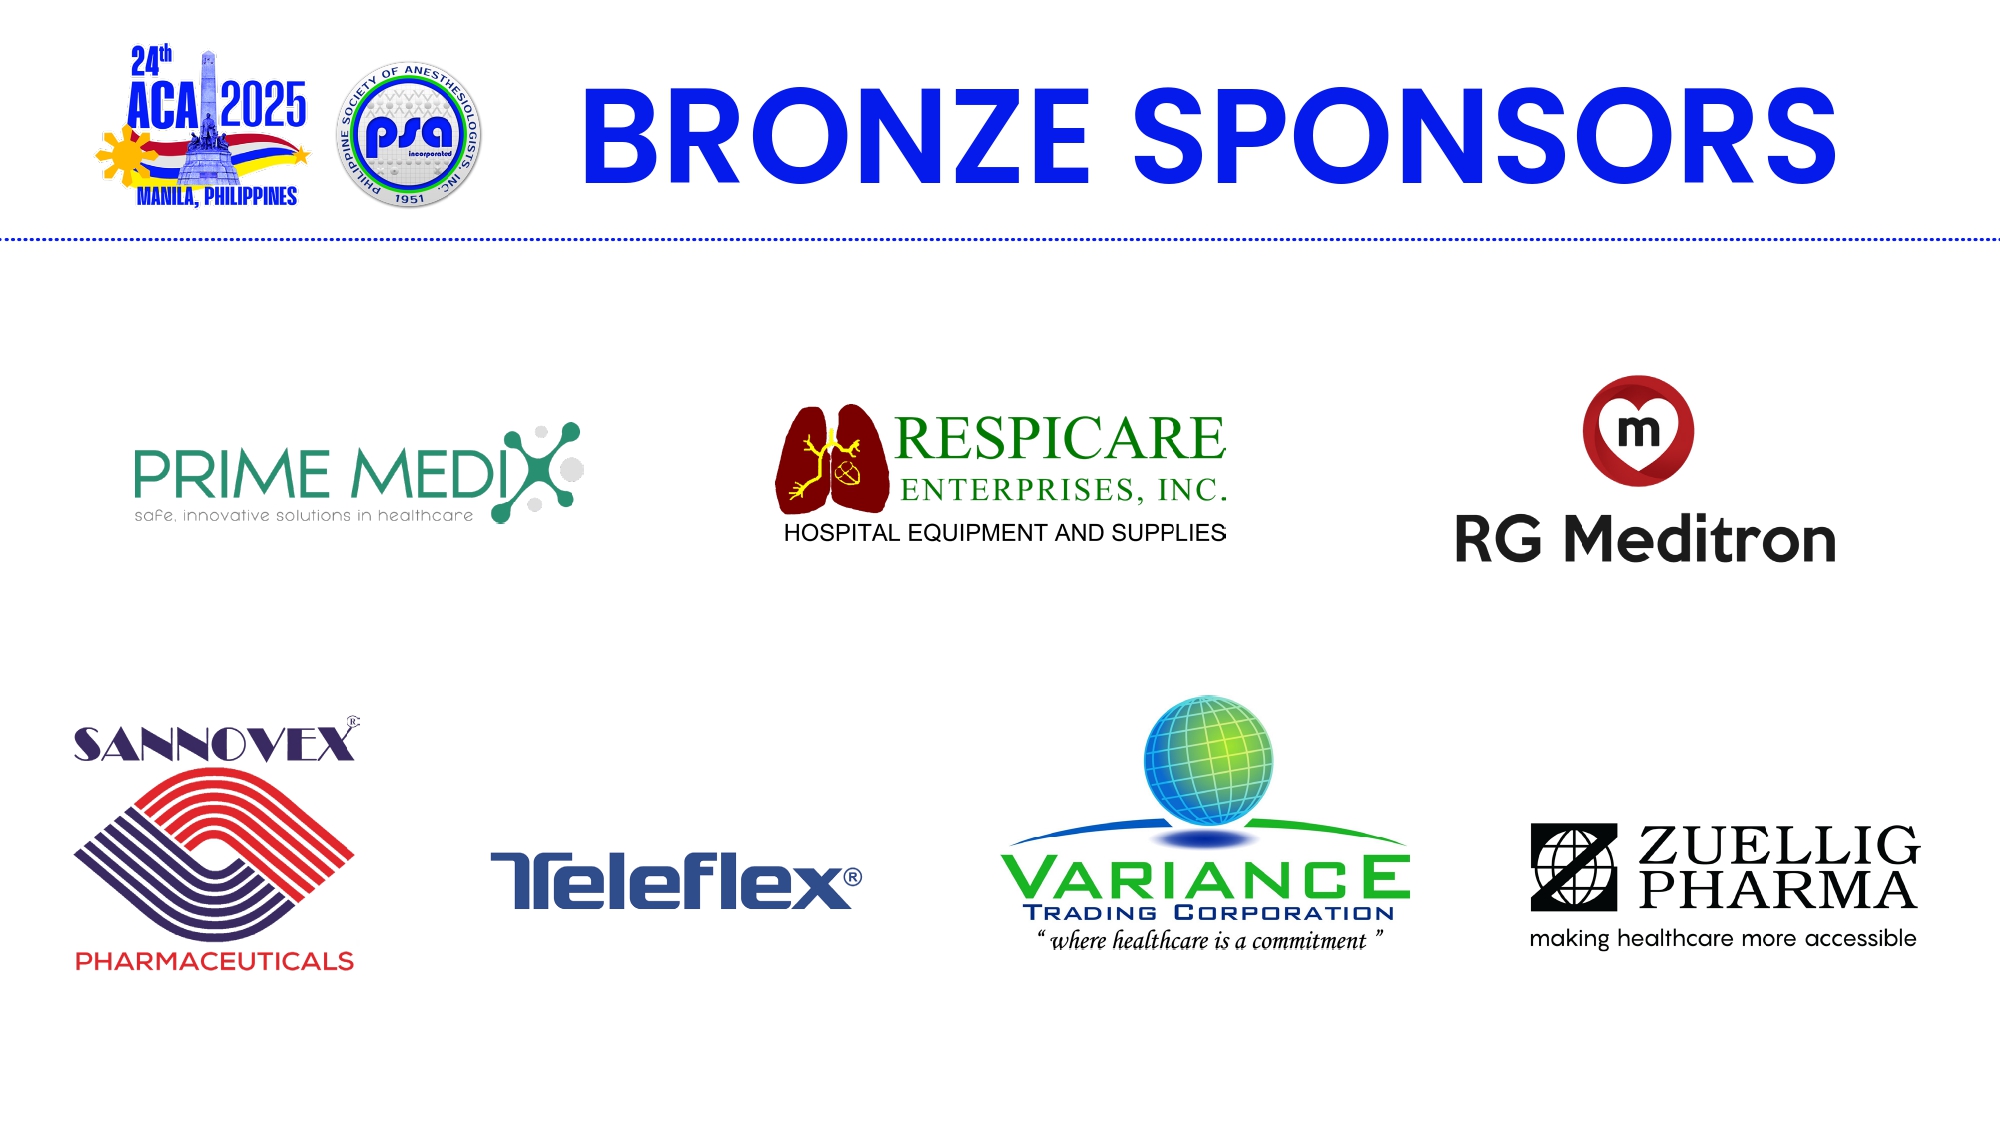 24th
ACA 2025
MANILA, PHILIPPINES
PHILIPPINE SOCIETY OF ANESTHESIOLOGISTS, INC.
psa
incorporated
1951
BRONZE SPONSORS
PRIME MEDIX
safe, innovative solutions in healthcare
RESPICARE
ENTERPRISES, INC.
HOSPITAL EQUIPMENT AND SUPPLIES
m
RG Meditron
SANNOVEX®
PHARMACEUTICALS
Teleflex®
VARIANCE
TRADING CORPORATION
“ where healthcare is a commitment ”
Z
ZUELLIG
PHARMA
making healthcare more accessible